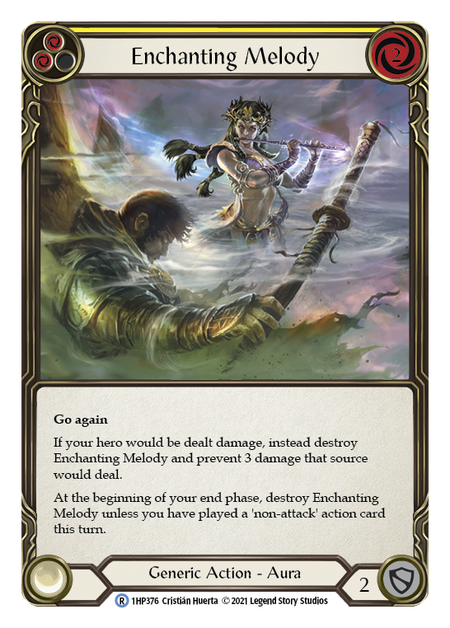 Enchanting Melody
2
Go again
If your hero would be dealt damage, instead destroy
Enchanting Melody and prevent 3 damage that source
would deal.
At the beginning of your end phase, destroy Enchanting
Melody unless you have played a 'non-attack' action card
this turn.
Generic Action - Aura
2
R 1HP376 Cristián Huerta © 2021 Legend Story Studios